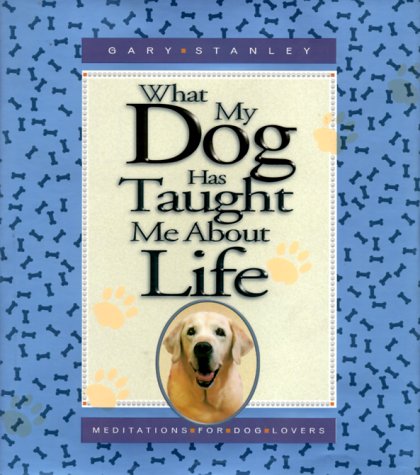 GARY STANLEY
What My
Dog
Has
Taught
Me About
Life
MEDITATIONS FOR DOG LOVERS